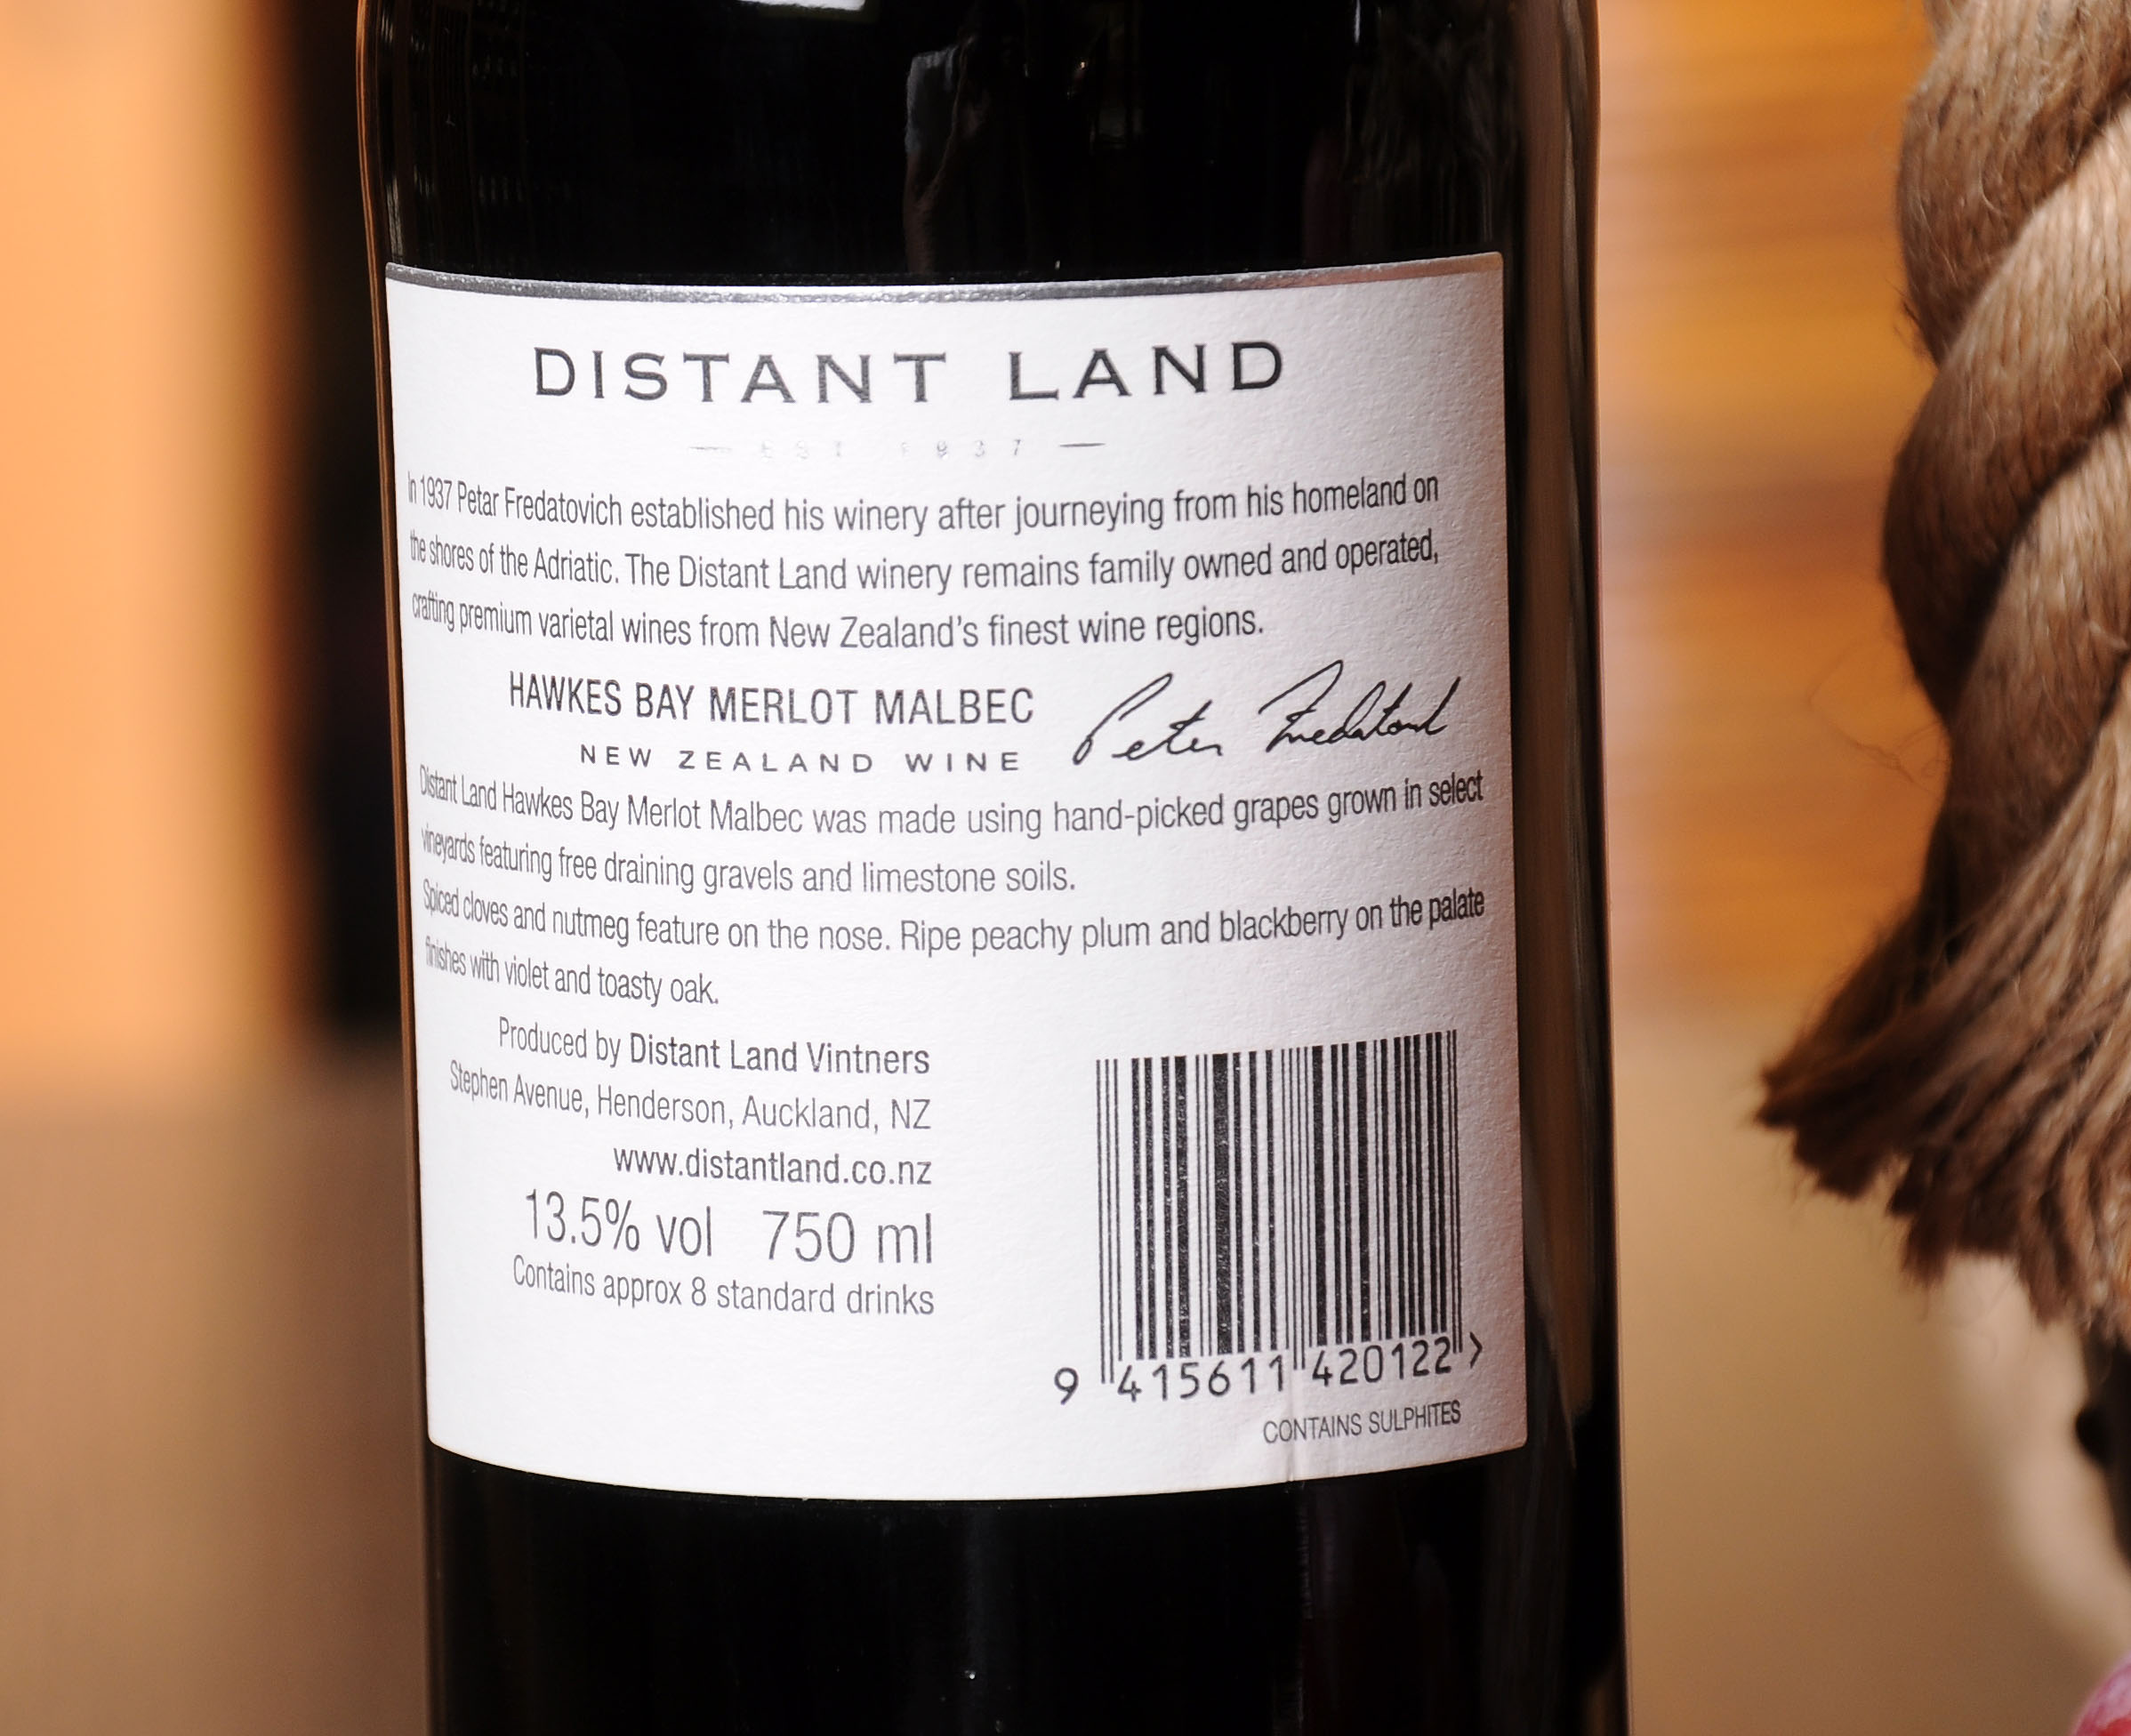 DISTANT LAND
— EST 1937 —
In 1937 Petar Fredatovich established his winery after journeying from his homeland on
the shores of the Adriatic. The Distant Land winery remains family owned and operated,
crafting premium varietal wines from New Zealand's finest wine regions.
HAWKES BAY MERLOT MALBEC
NEW ZEALAND WINE
Peter Fredatovich
Distant Land Hawkes Bay Merlot Malbec was made using hand-picked grapes grown in select
vineyards featuring free draining gravels and limestone soils.
Spiced cloves and nutmeg feature on the nose. Ripe peachy plum and blackberry on the palate
finishes with violet and toasty oak.
Produced by Distant Land Vintners
Stephen Avenue, Henderson, Auckland, NZ
www.distantland.co.nz
13.5% vol 750 ml
Contains approx 8 standard drinks
9 415611 420122 >
CONTAINS SULPHITES